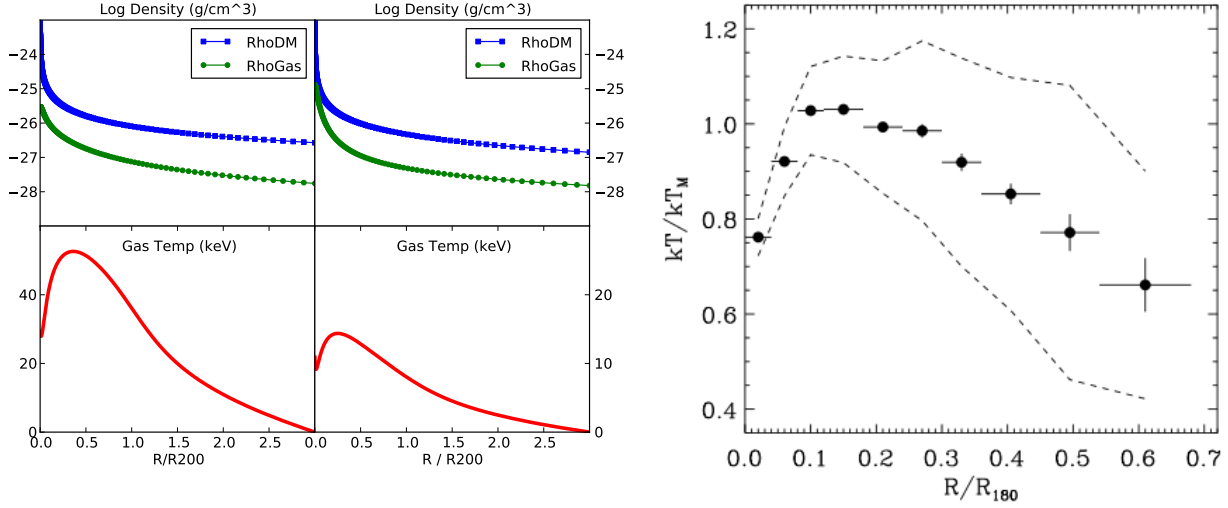 Log Density (g/cm^3)
RhoDM
RhoGas
−24
−25
−26
−27
−28
Log Density (g/cm^3)
RhoDM
RhoGas
−24
−25
−26
−27
−28
Gas Temp (keV)
40
20
0
0.0 0.5 1.0 1.5 2.0 2.5
R/R200
Gas Temp (keV)
20
10
0
0.0 0.5 1.0 1.5 2.0 2.5
R / R200
1.2
1.0
0.8
0.6
0.4
kT/kT_M
0.0 0.1 0.2 0.3 0.4 0.5 0.6 0.7
R/R_180